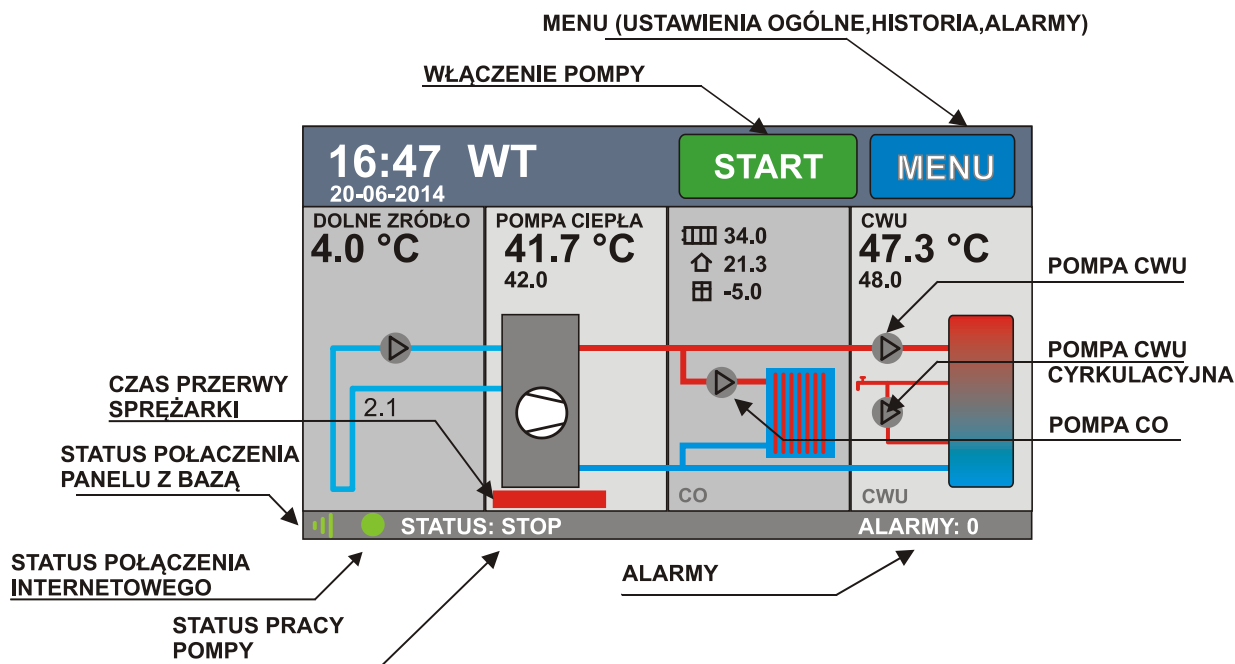 MENU (USTAWIENIA OGÓLNE,HISTORIA,ALARMY)
WŁĄCZENIE POMPY
16:47 WT
20-06-2014
START
MENU
DOLNE ZRÓDŁO
4.0 °C
POMPA CIEPŁA
41.7 °C
42.0
34.0
21.3
-5.0
CWU
47.3 °C
48.0
POMPA CWU
POMPA CWU
CYRKULACYJNA
POMPA CO
CZAS PRZERWY
SPRĘŻARKI
2.1
STATUS POŁACZENIA
PANELU Z BAZĄ
CO
CWU
STATUS: STOP
ALARMY: 0
STATUS POŁĄCZENIA
INTERNETOWEGO
ALARMY
STATUS PRACY
POMPY